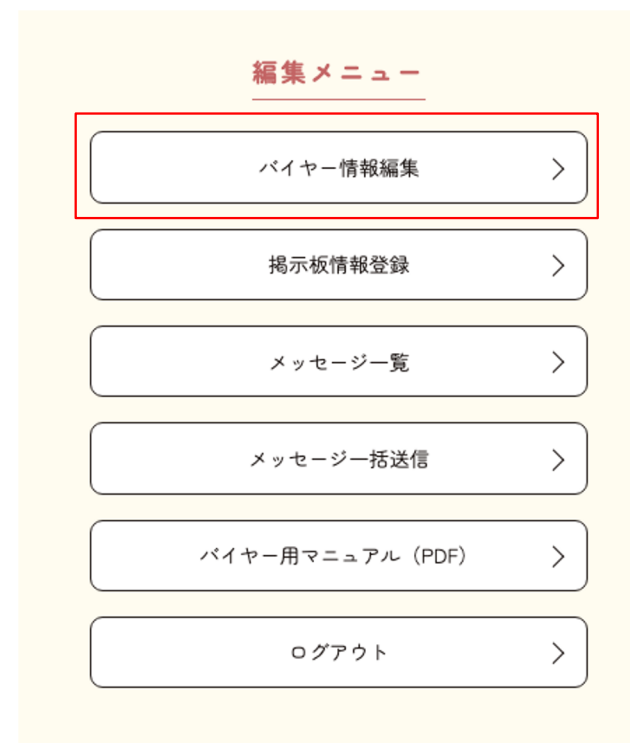 編集メニュー
バイヤー情報編集
掲示板情報登録
メッセージ一覧
メッセージ一括送信
バイヤー用マニュアル（PDF）
ログアウト